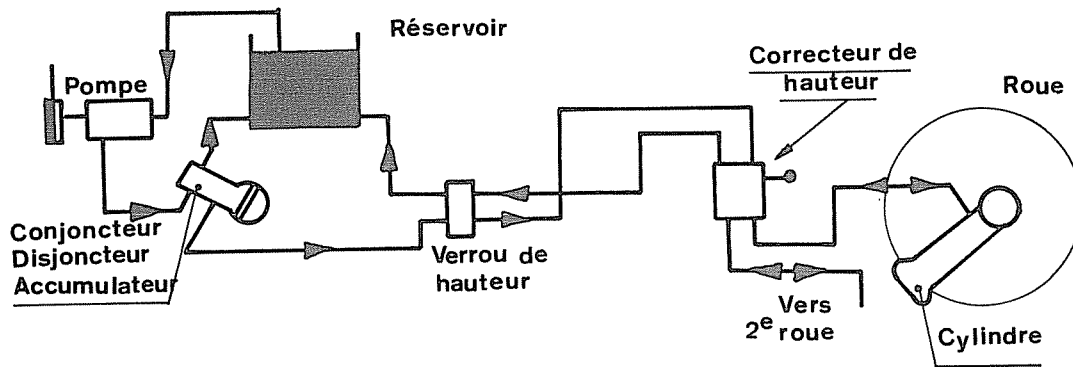 Réservoir
Pompe
Correcteur de
hauteur
Roue
Conjoncteur
Disjoncteur
Accumulateur
Verrou de
hauteur
Vers
2e roue
Cylindre